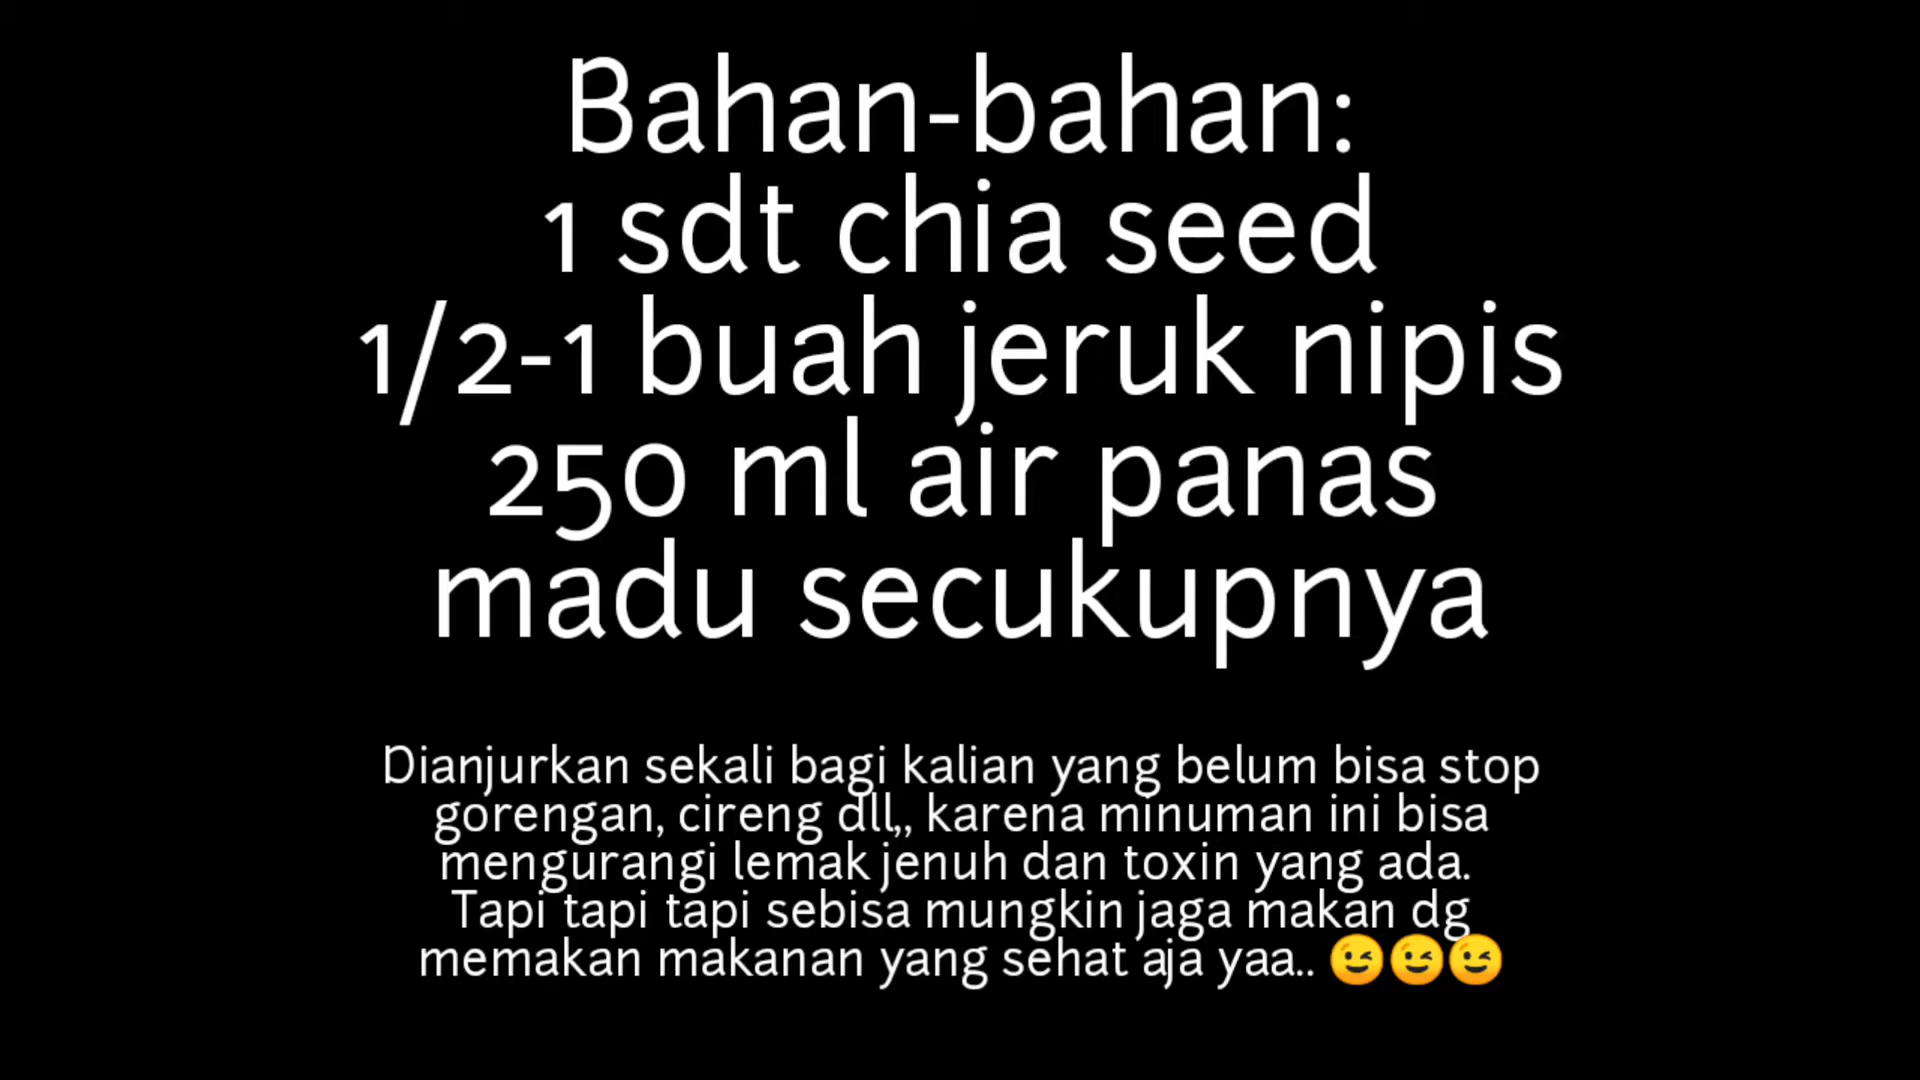 Bahan-bahan:
1 sdt chia seed
1/2-1 buah jeruk nipis
250 ml air panas
madu secukupnya
Dianjurkan sekali bagi kalian yang belum bisa stop
gorengan, cireng dll,, karena minuman ini bisa
mengurangi lemak jenuh dan toxin yang ada.
Tapi tapi tapi sebisa mungkin jaga makan dg
memakan makanan yang sehat aja yaa.. 😉😉😉